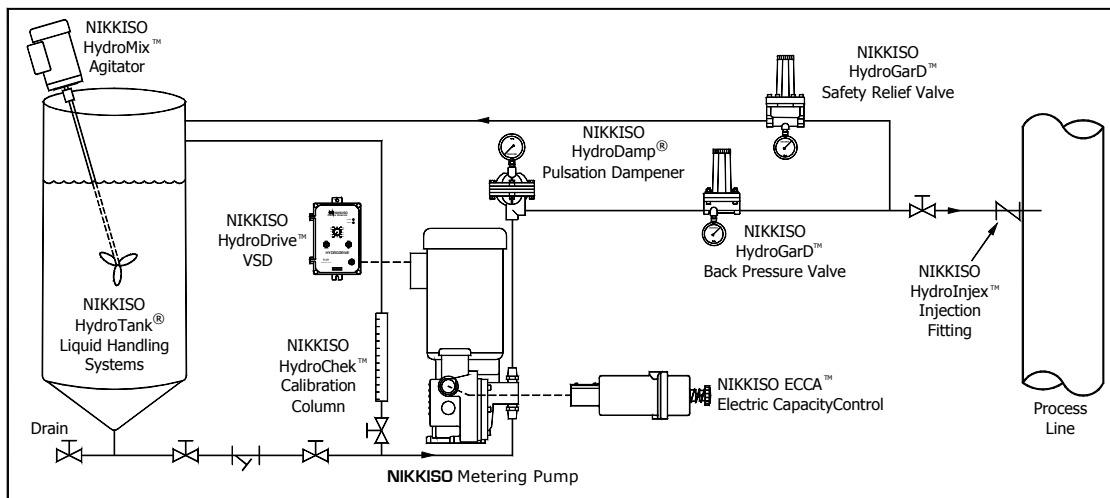 NIKKISO
HydroMix™
Agitator
NIKKISO
HydroGarD™
Safety Relief Valve
NIKKISO
HydroDamp®
Pulsation Dampener
NIKKISO
HydroDrive™
VSD
HYDRODRIVE
NIKKISO
HydroGarD™
Back Pressure Valve
NIKKISO
HydroInjex™
Injection
Fitting
NIKKISO
HydroTank®
Liquid Handling
Systems
NIKKISO
HydroChek™
Calibration
Column
NIKKISO ECCA™
Electric CapacityControl
Process
Line
Drain
NIKKISO Metering Pump